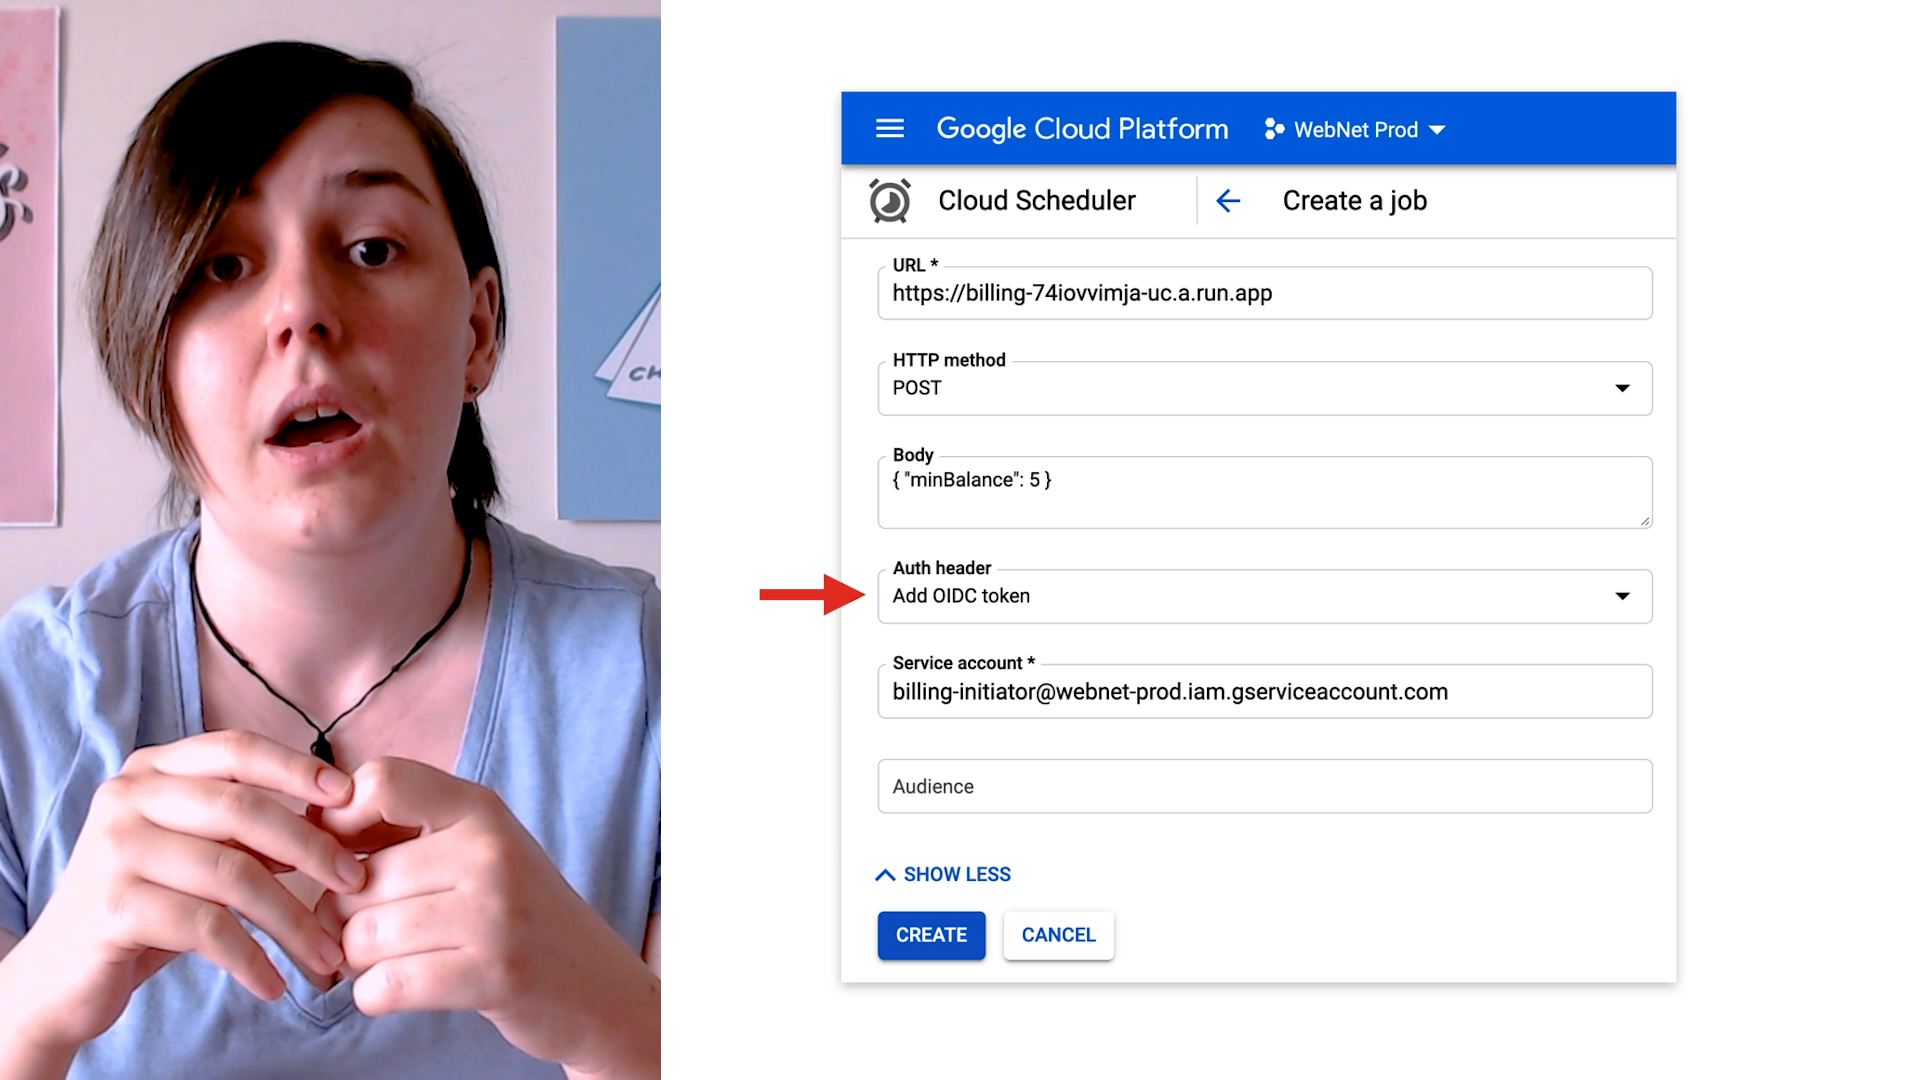 CH
Google Cloud Platform
WebNet Prod
Cloud Scheduler
Create a job
URL *
https://billing-74iovvimja-uc.a.run.app
HTTP method
POST
Body
{ "minBalance": 5 }
Auth header
Add OIDC token
Service account *
billing-initiator@webnet-prod.iam.gserviceaccount.com
Audience
SHOW LESS
CREATE
CANCEL